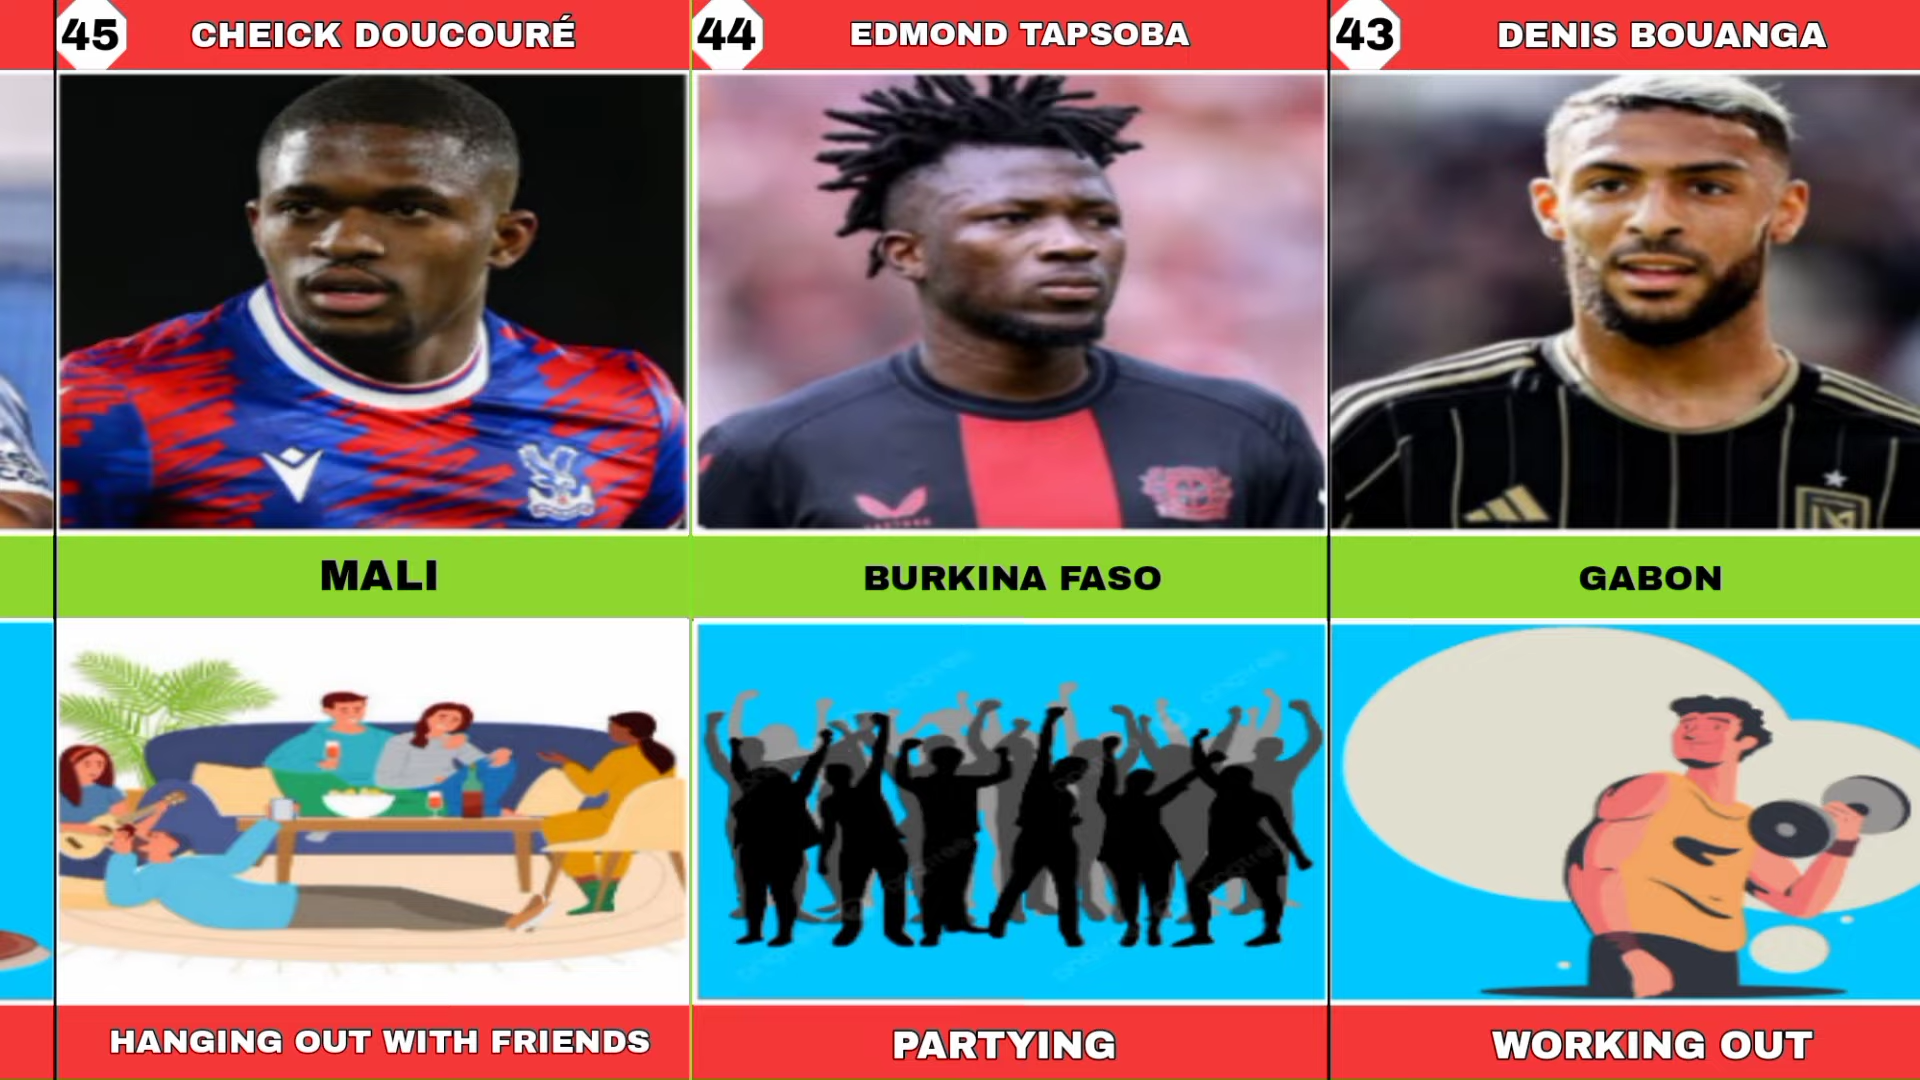 45
CHEICK DOUCOURÉ
44
EDMOND TAPSOBA
43
DENIS BOUANGA
MALI
BURKINA FASO
GABON
HANGING OUT WITH FRIENDS
PARTYING
WORKING OUT